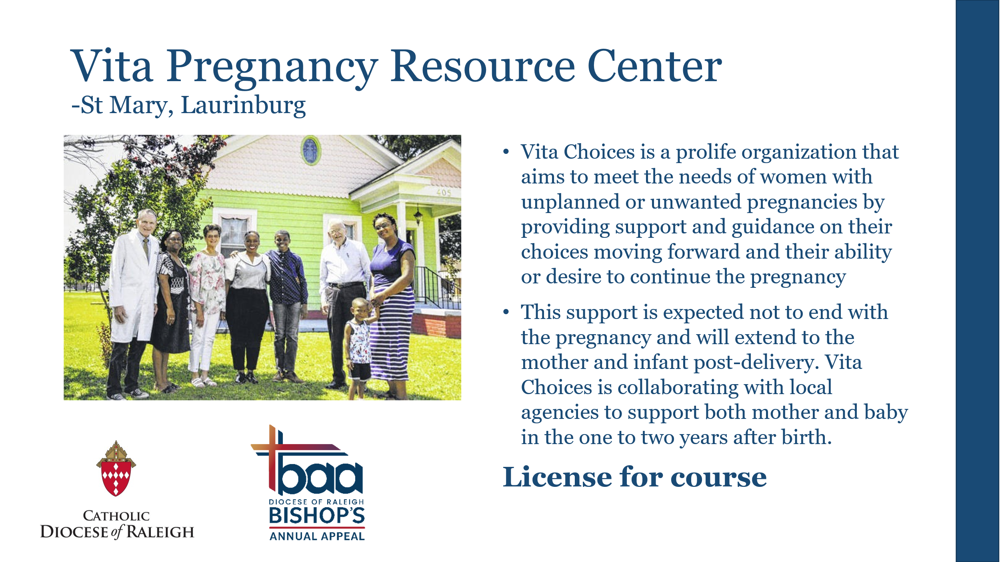 Vita Pregnancy Resource Center
-St Mary, Laurinburg
405
• Vita Choices is a prolife organization that
aims to meet the needs of women with
unplanned or unwanted pregnancies by
providing support and guidance on their
choices moving forward and their ability
or desire to continue the pregnancy
• This support is expected not to end with
the pregnancy and will extend to the
mother and infant post-delivery. Vita
Choices is collaborating with local
agencies to support both mother and baby
in the one to two years after birth.
License for course
CATHOLIC
DIOCESE of RALEIGH
baa
DIOCESE OF RALEIGH
BISHOP'S
ANNUAL APPEAL